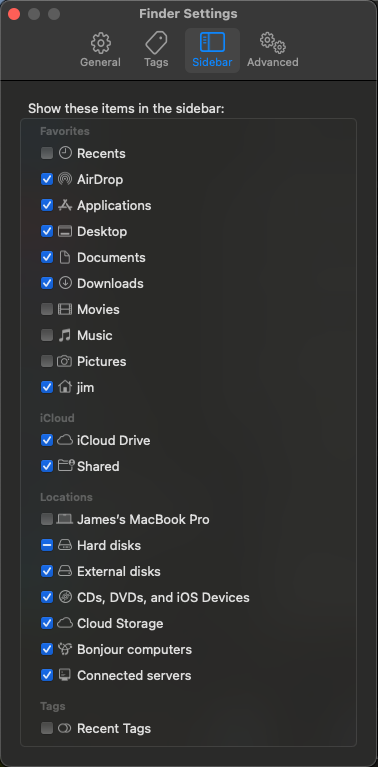 Finder Settings
General
Tags
Sidebar
Advanced
Show these items in the sidebar:
Favorites
Recents
AirDrop
Applications
Desktop
Documents
Downloads
Movies
Music
Pictures
jim
iCloud
iCloud Drive
Shared
Locations
James’s MacBook Pro
Hard disks
External disks
CDs, DVDs, and iOS Devices
Cloud Storage
Bonjour computers
Connected servers
Tags
Recent Tags